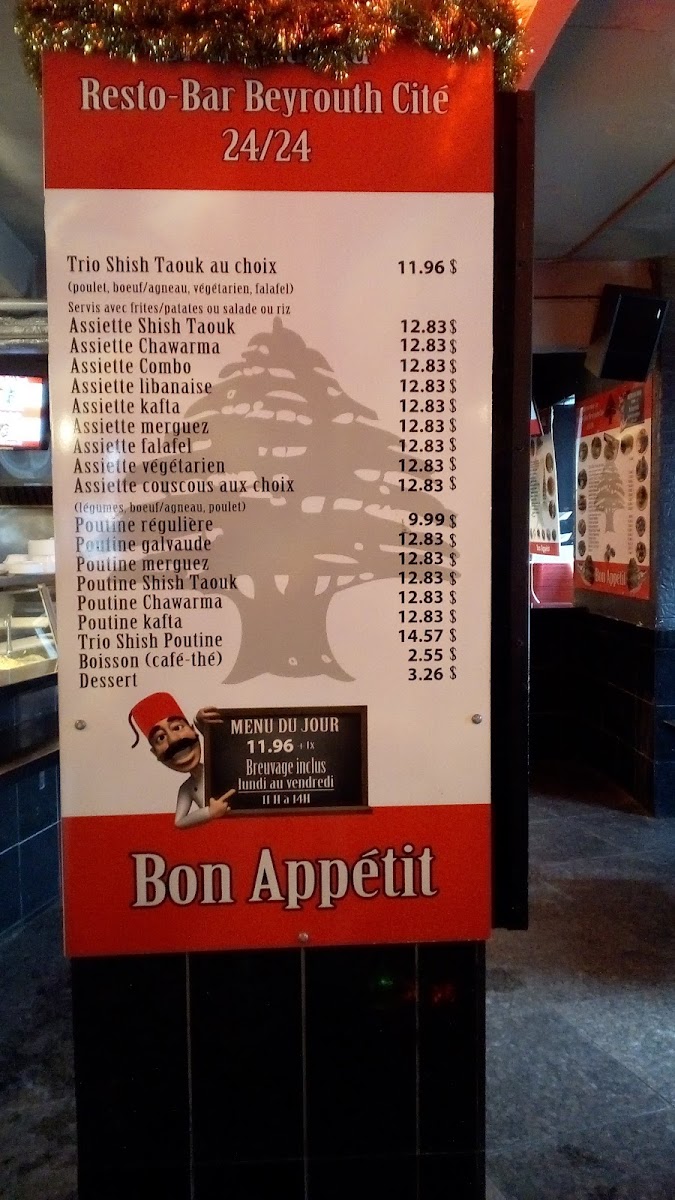 Resto-Bar Beyrouth Cité
24/24
Trio Shish Taouk au choix 11.96 $
(poulet, boeuf/agneau, végétarien, falafel)
Servis avec frites/patates ou salade ou riz
Assiette Shish Taouk 12.83 $
Assiette Chawarma 12.83 $
Assiette Combo 12.83 $
Assiette libanaise 12.83 $
Assiette kafta 12.83 $
Assiette merguez 12.83 $
Assiette falafel 12.83 $
Assiette végétarien 12.83 $
Assiette couscous aux choix 12.83 $
(légumes, boeuf/agneau, poulet)
Poutine régulière 9.99 $
Poutine galvaude 12.83 $
Poutine merguez 12.83 $
Poutine Shish Taouk 12.83 $
Poutine Chawarma 12.83 $
Poutine kafta 12.83 $
Trio Shish Poutine 14.57 $
Boisson (café-thé) 2.55 $
Dessert 3.26 $
MENU DU JOUR
11.96 + tx
Breuvage inclus
lundi au vendredi
11H à 14H
Bon Appétit
Bon Appétit